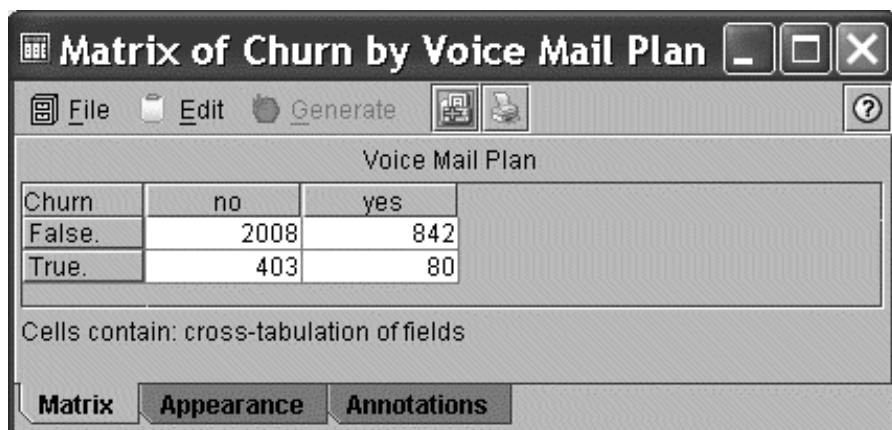 Matrix of Churn by Voice Mail Plan
File Edit Generate
Voice Mail Plan
Churn no yes
False. 2008 842
True. 403 80
Cells contain: cross-tabulation of fields
Matrix Appearance Annotations